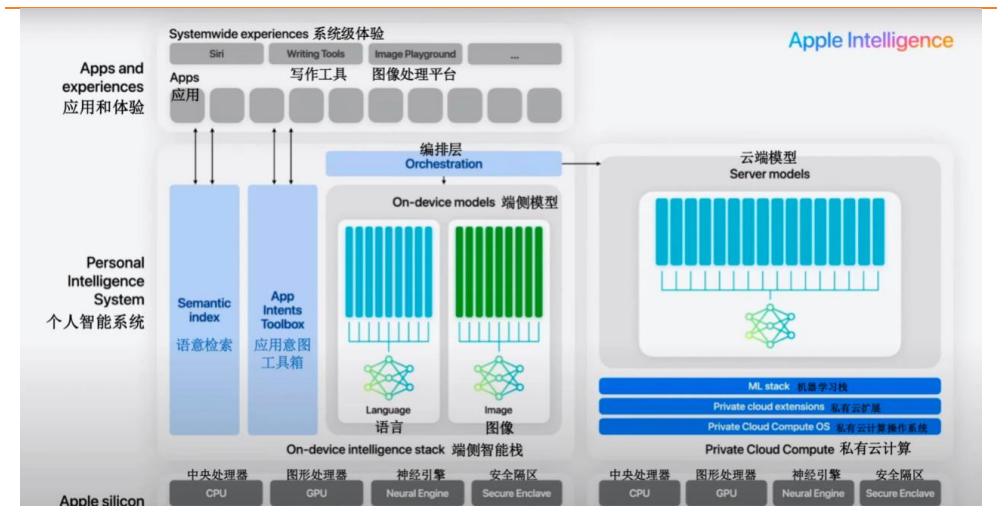 Systemwide experiences 系统级体验
Apple Intelligence
Siri
Writing Tools
Image Playground
...
写作工具
图像处理平台
Apps and
experiences
应用和体验
Apps
应用
编排层
Orchestration
云端模型
Server models
On-device models 端侧模型
Personal
Intelligence
System
个人智能系统
Semantic
index
语意检索
App
Intents
Toolbox
应用意图
工具箱
Language
语言
Image
图像
ML stack 机器学习栈
Private cloud extensions 私有云扩展
Private Cloud Compute OS 私有云计算操作系统
On-device intelligence stack 端侧智能栈
Private Cloud Compute 私有云计算
中央处理器
图形处理器
神经引擎
安全隔区
中央处理器
图形处理器
神经引擎
安全隔区
Apple silicon
CPU
GPU
Neural Engine
Secure Enclave
CPU
GPU
Neural Engine
Secure Enclave